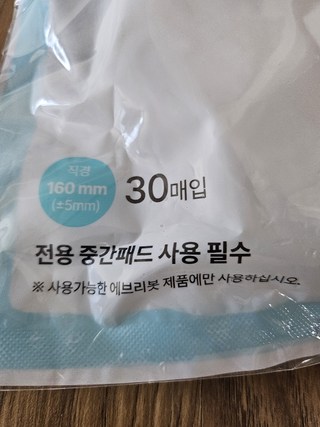 직경
160 mm
(±5mm)
30매입
전용 중간패드 사용 필수
※ 사용가능한 에브리봇 제품에만 사용하십시오.